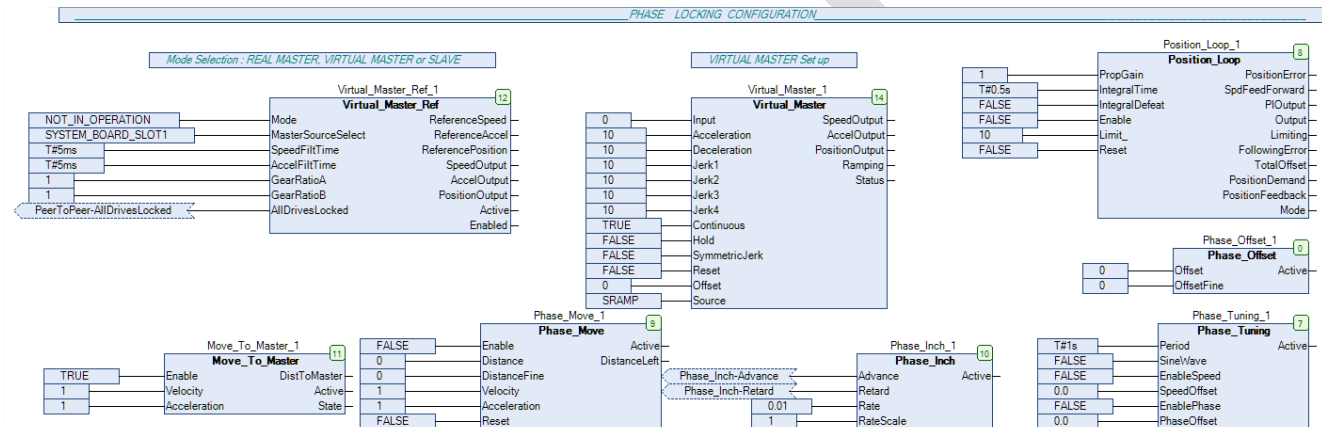 PHASE LOCKING CONFIGURATION
Mode Selection : REAL MASTER, VIRTUAL MASTER or SLAVE
VIRTUAL MASTER Set up
Virtual_Master_Ref_1
12
Virtual_Master_Ref
NOT_IN_OPERATION Mode ReferenceSpeed
SYSTEM_BOARD_SLOT1 MasterSourceSelect ReferenceAccel
T#5ms SpeedFiltTime ReferencePosition
T#5ms AccelFiltTime SpeedOutput
1 GearRatioA AccelOutput
1 GearRatioB PositionOutput
PeerToPeer-AllDrivesLocked AllDrivesLocked Active
Enabled
Virtual_Master_1
14
Virtual_Master
0 Input SpeedOutput
10 Acceleration AccelOutput
10 Deceleration PositionOutput
10 Jerk1 Ramping
10 Jerk2 Status
10 Jerk3
10 Jerk4
TRUE Continuous
FALSE Hold
FALSE SymmetricJerk
FALSE Reset
0 Offset
SRAMP Source
Position_Loop_1
8
Position_Loop
1 PropGain PositionError
T#0.5s IntegralTime SpdFeedForward
FALSE IntegralDefeat PIOutput
FALSE Enable Output
10 Limit_ Limiting
FALSE Reset FollowingError
TotalOffset
PositionDemand
PositionFeedback
Mode
Phase_Offset_1
0
Phase_Offset
0 Offset Active
0 OffsetFine
Move_To_Master_1
11
Move_To_Master
TRUE Enable DistToMaster
1 Velocity Active
1 Acceleration State
Phase_Move_1
9
Phase_Move
FALSE Enable Active
0 Distance DistanceLeft
0 DistanceFine
1 Velocity
1 Acceleration
FALSE Reset
Phase_Inch_1
10
Phase_Inch
Phase_Inch-Advance Advance Active
Phase_Inch-Retard Retard
0.01 Rate
1 RateScale
Phase_Tuning_1
7
Phase_Tuning
T#1s Period Active
FALSE SineWave
FALSE EnableSpeed
0.0 SpeedOffset
FALSE EnablePhase
0.0 PhaseOffset